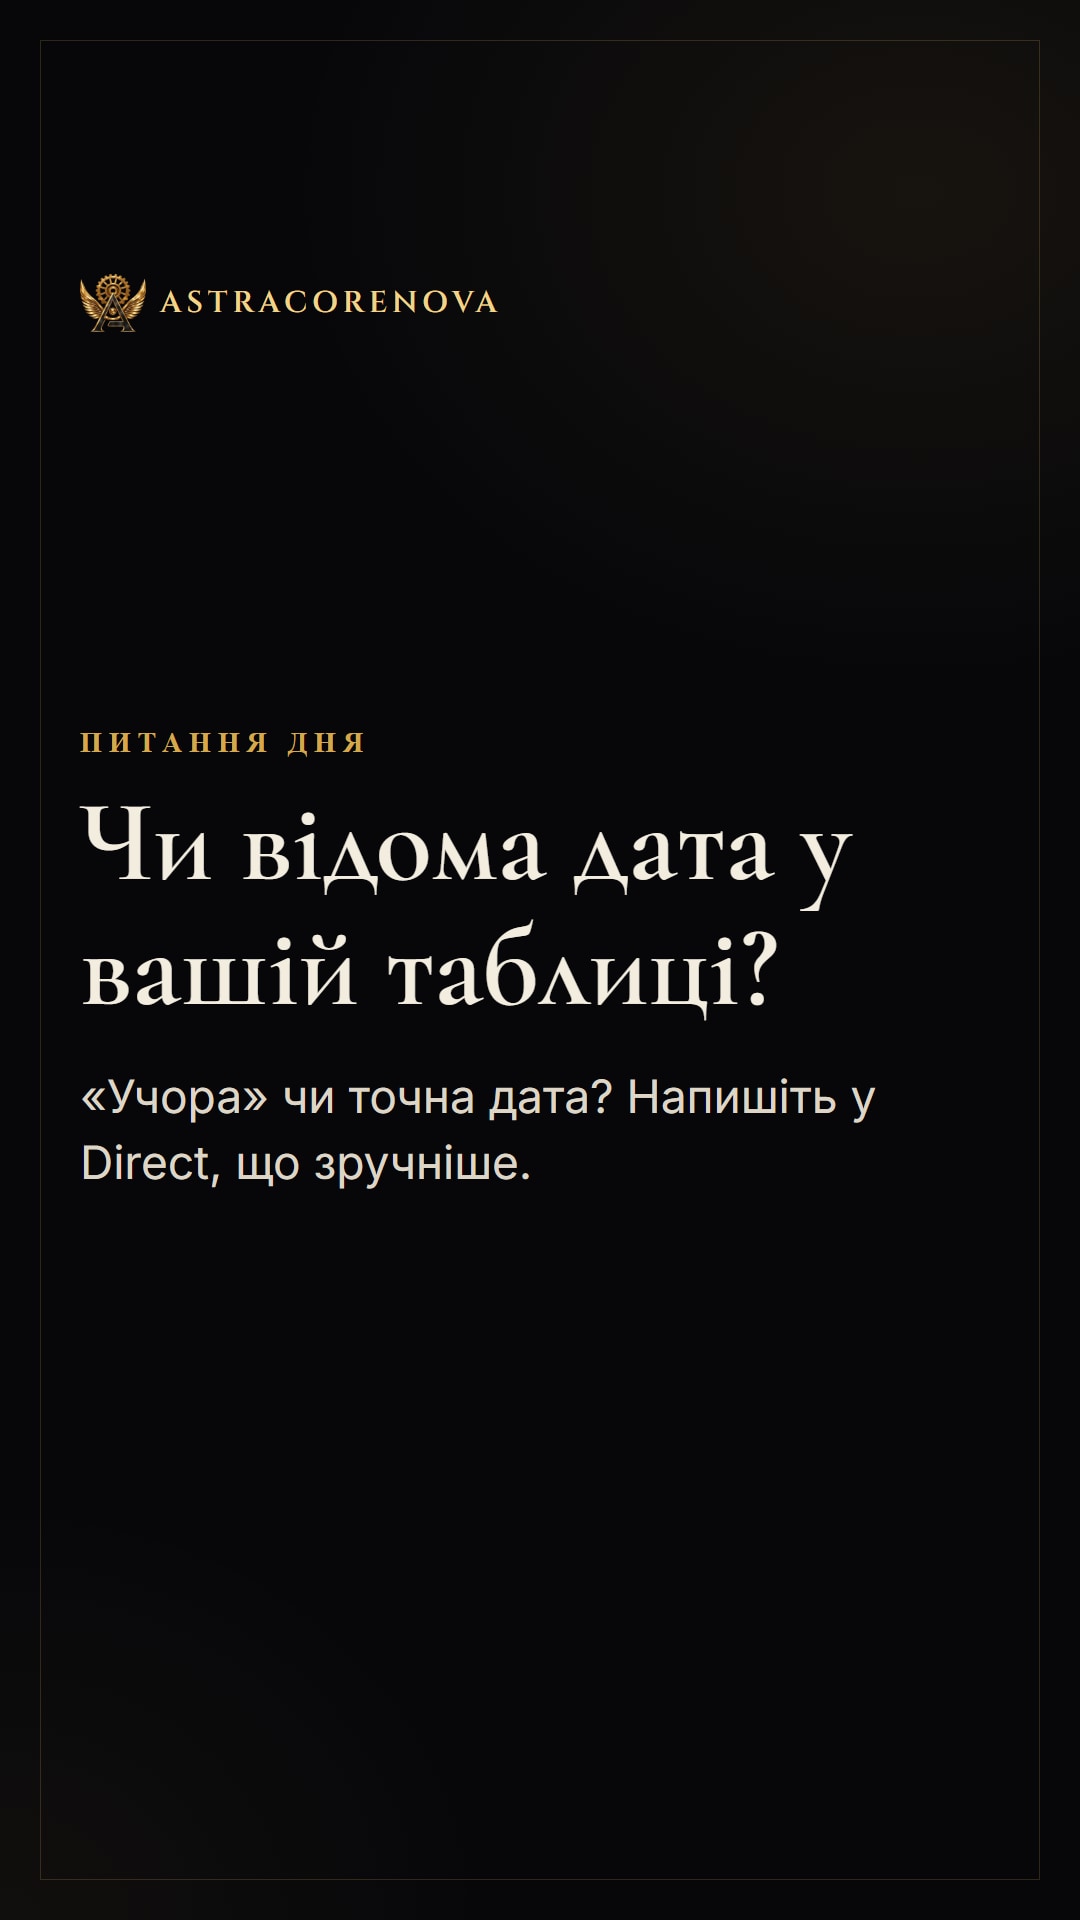 ASTRACORENOVA
ПИТАННЯ ДНЯ
Чи відома дата у
вашій таблиці?
«Учора» чи точна дата? Напишіть у
Direct, що зручніше.